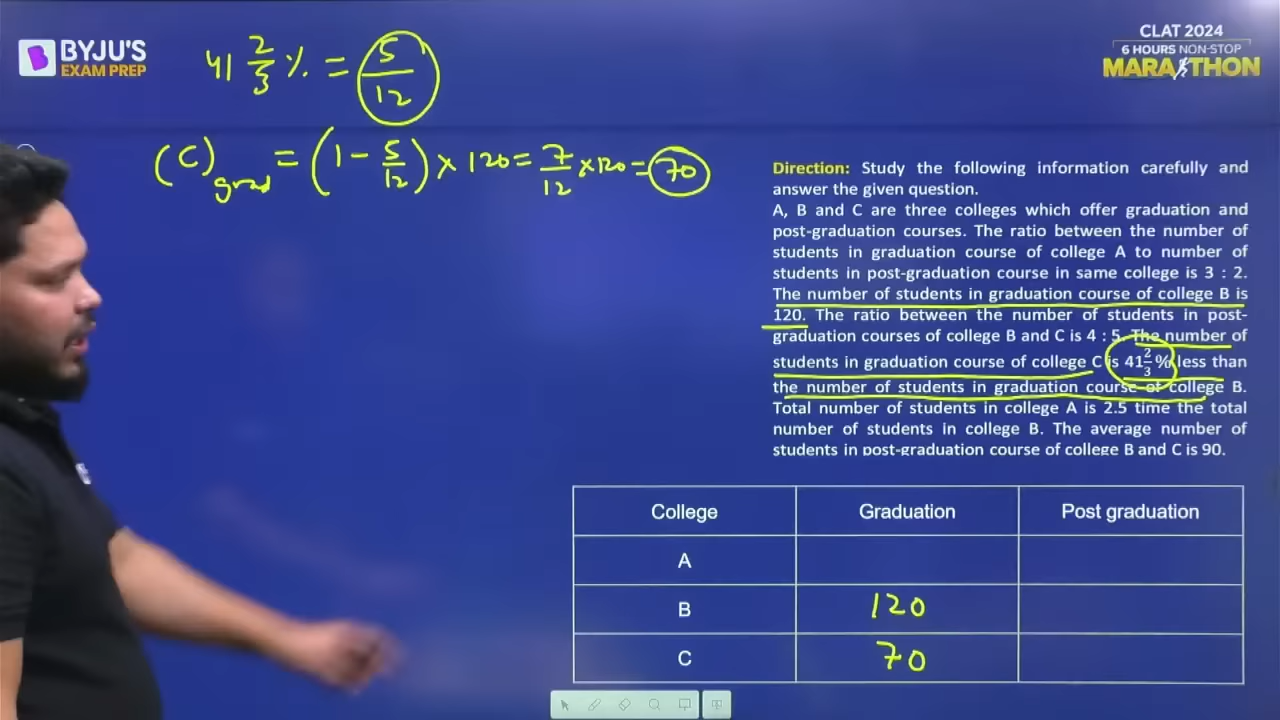 BYJU'S
EXAM PREP
CLAT 2024
6 HOURS NON-STOP
MARATHON
41 2/3 % = 5/12
(C)grad = (1 - 5/12) × 120 = 7/12 × 120 = 70
Direction: Study the following information carefully and
answer the given question.
A, B and C are three colleges which offer graduation and
post-graduation courses. The ratio between the number of
students in graduation course of college A to number of
students in post-graduation course in same college is 3 : 2.
The number of students in graduation course of college B is
120. The ratio between the number of students in post-
graduation courses of college B and C is 4 : 5. The number of
students in graduation course of college C is 41 2/3 % less than
the number of students in graduation course of college B.
Total number of students in college A is 2.5 time the total
number of students in college B. The average number of
students in post-graduation course of college B and C is 90.
College Graduation Post graduation
A
B 120
C 70